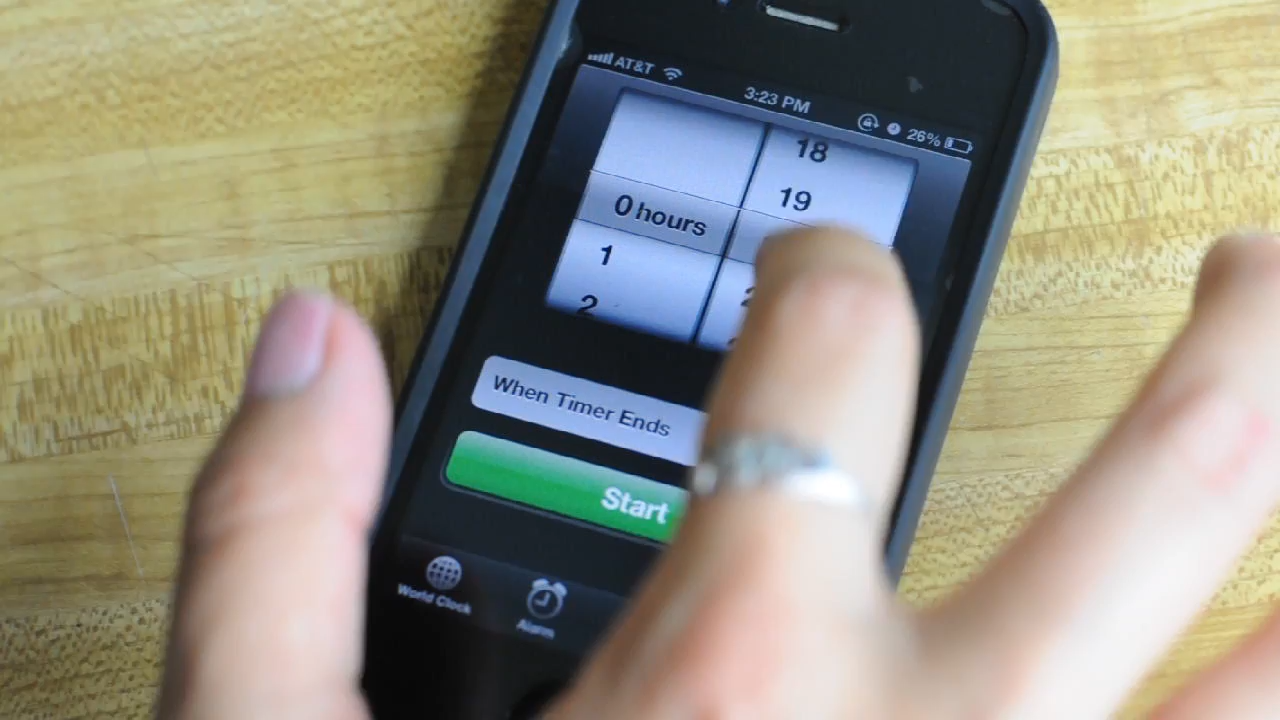 AT&T
3:23 PM
26%
18
19
0 hours
1
2
When Timer Ends
Start
World Clock
Alarm